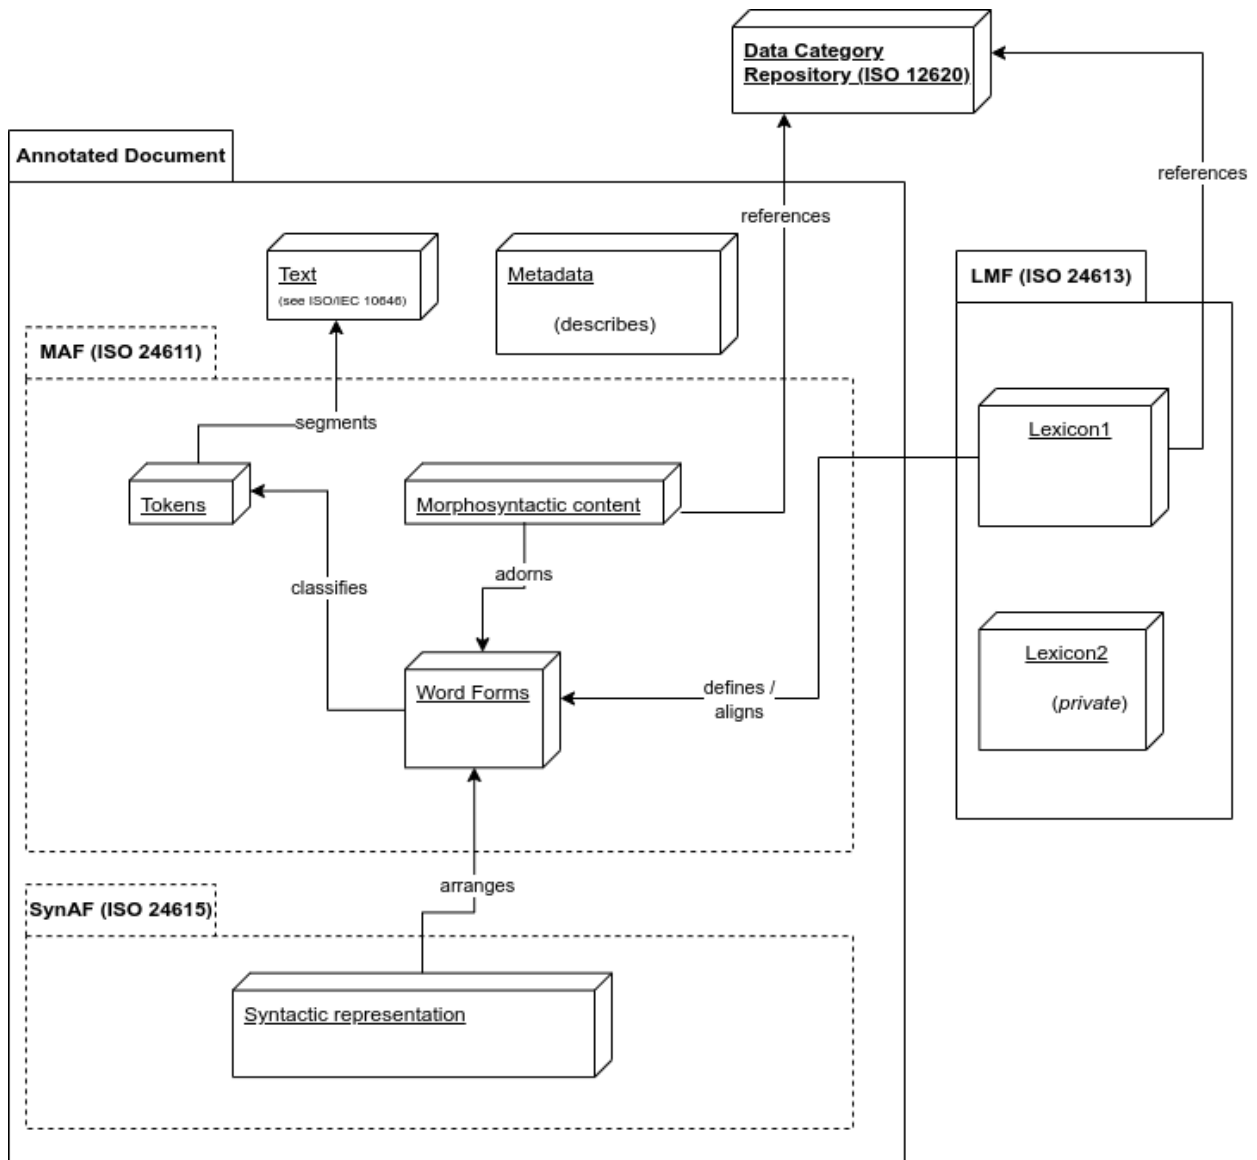 Data Category
Repository (ISO 12620)
Annotated Document
references
references
Text
(see ISO/IEC 10646)
Metadata
(describes)
LMF (ISO 24613)
MAF (ISO 24611)
segments
Lexicon1
Tokens
Morphosyntactic content
classifies
adorns
Word Forms
defines /
aligns
Lexicon2
(private)
arranges
SynAF (ISO 24615)
Syntactic representation